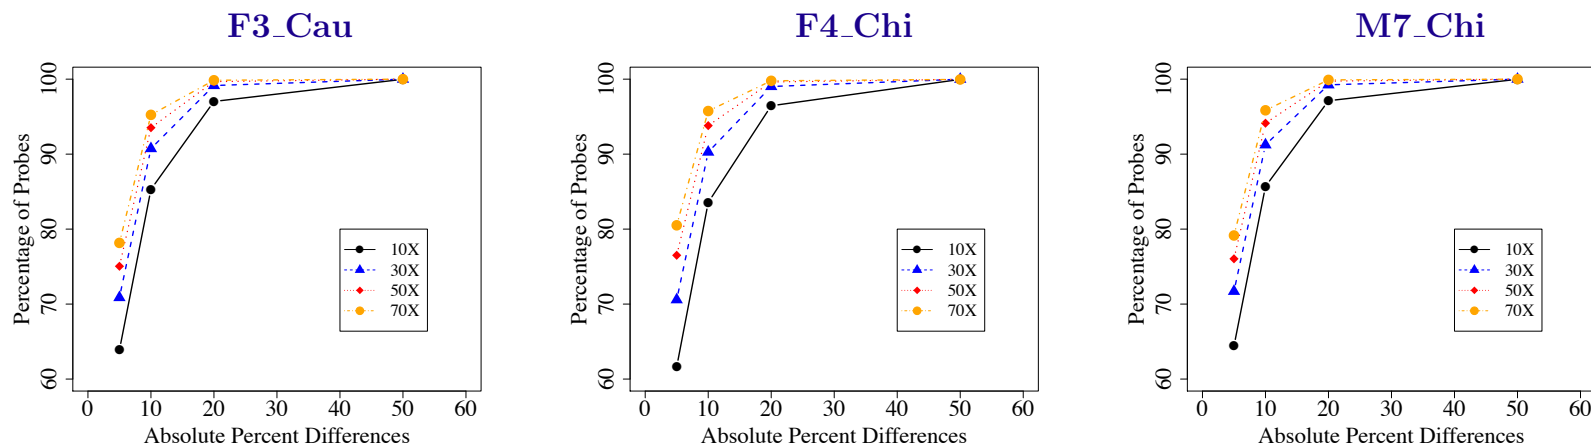 F3_Cau
Percentage of Probes
100
90
80
70
60
10X
30X
50X
70X
0 10 20 30 40 50 60
Absolute Percent Differences
F4_Chi
Percentage of Probes
100
90
80
70
60
10X
30X
50X
70X
0 10 20 30 40 50 60
Absolute Percent Differences
M7_Chi
Percentage of Probes
100
90
80
70
60
10X
30X
50X
70X
0 10 20 30 40 50 60
Absolute Percent Differences